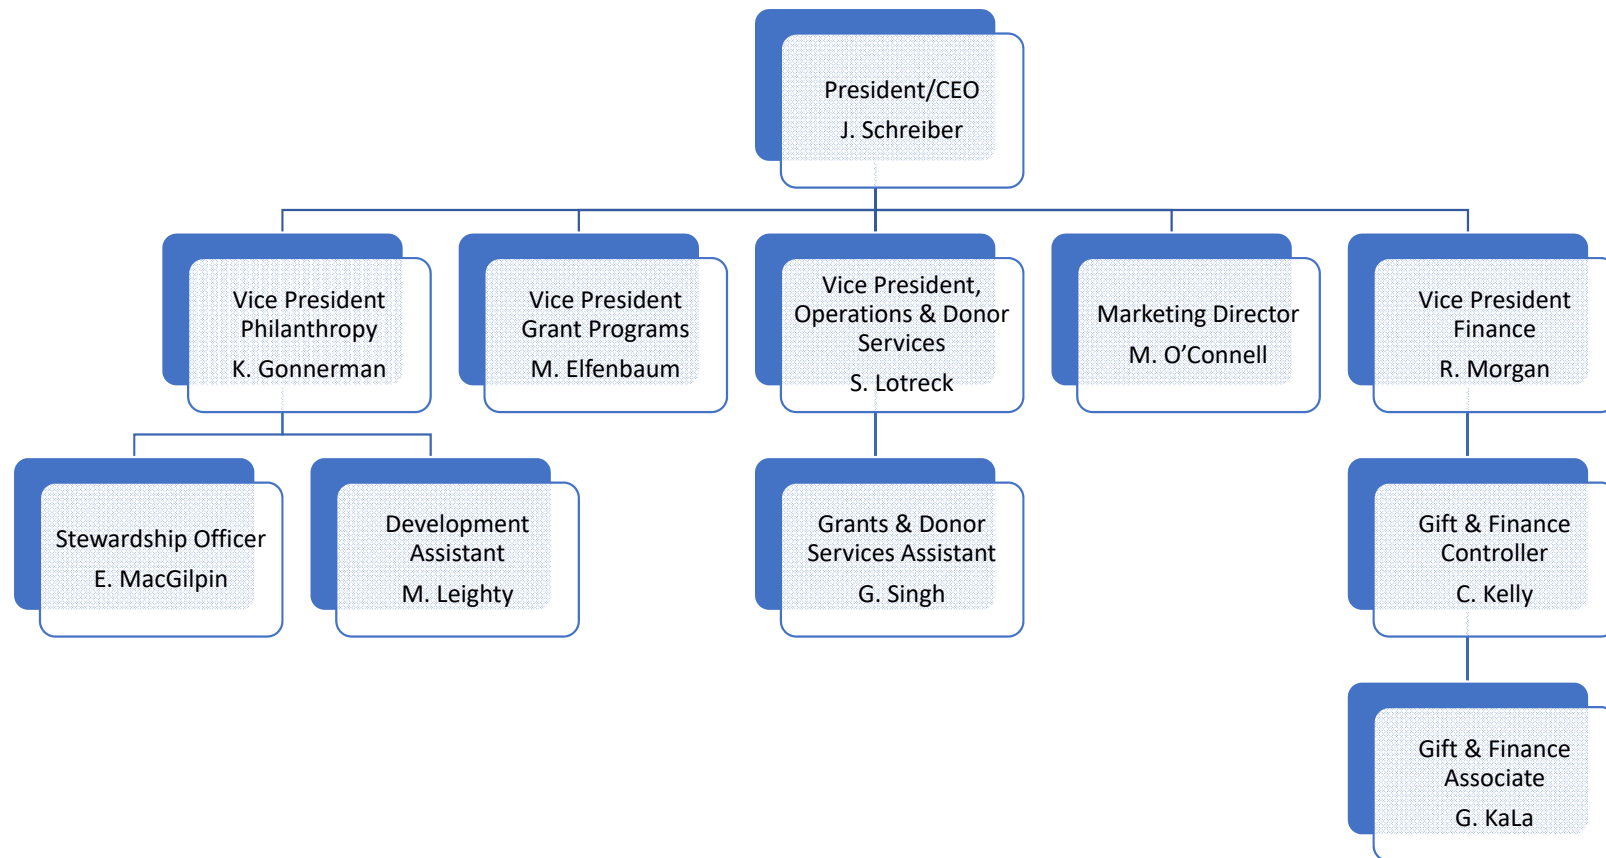 President/CEO
J. Schreiber
Vice President
Philanthropy
K. Gonnerman
Vice President
Grant Programs
M. Elfenbaum
Vice President,
Operations & Donor
Services
S. Lotreck
Marketing Director
M. O’Connell
Vice President
Finance
R. Morgan
Stewardship Officer
E. MacGilpin
Development
Assistant
M. Leighty
Grants & Donor
Services Assistant
G. Singh
Gift & Finance
Controller
C. Kelly
Gift & Finance
Associate
G. KaLa